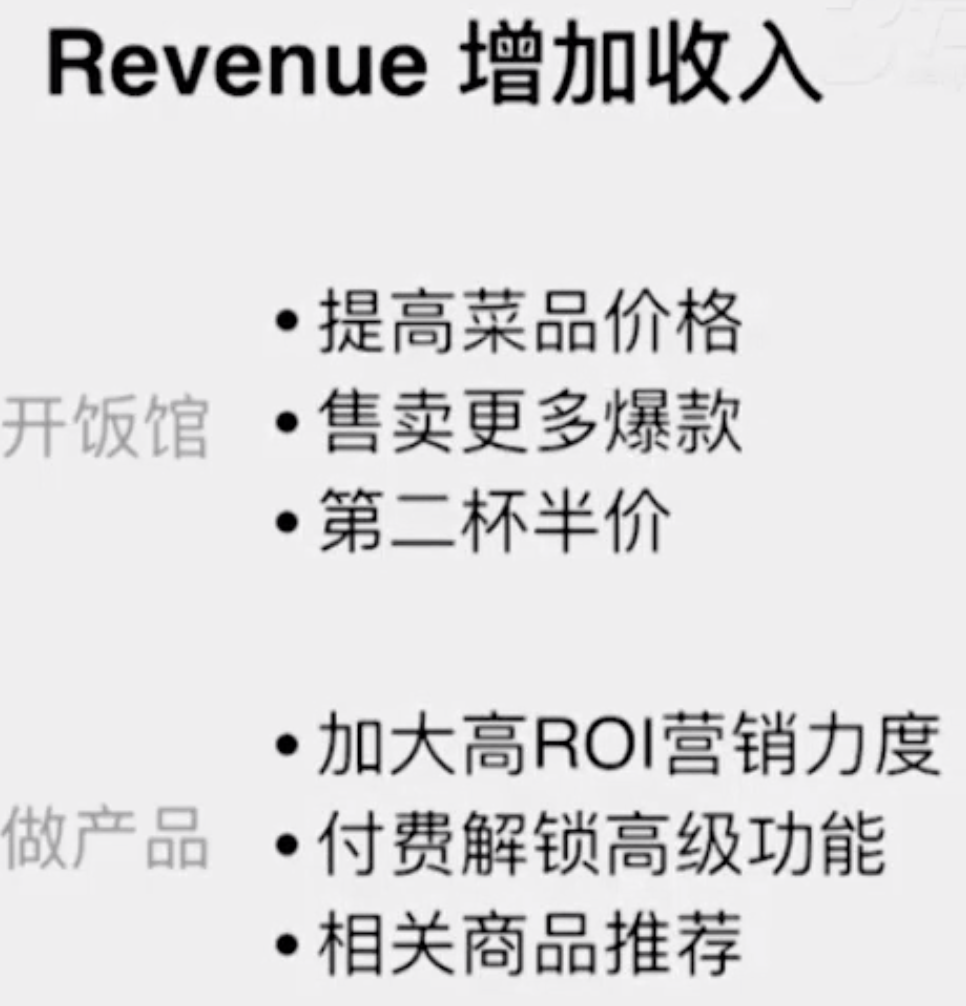 Revenue 增加收入
开饭馆
• 提高菜品价格
• 售卖更多爆款
• 第二杯半价
做产品
• 加大高ROI营销力度
• 付费解锁高级功能
• 相关商品推荐